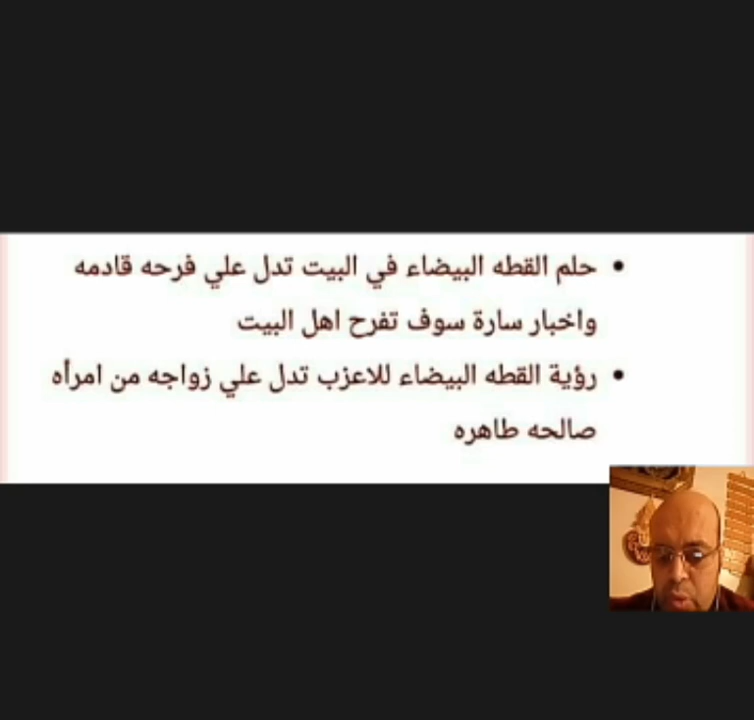 • حلم القطه البيضاء في البيت تدل علي فرحه قادمه
واخبار سارة سوف تفرح اهل البيت
• رؤية القطه البيضاء للاعزب تدل علي زواجه من امرأه
صالحه طاهره